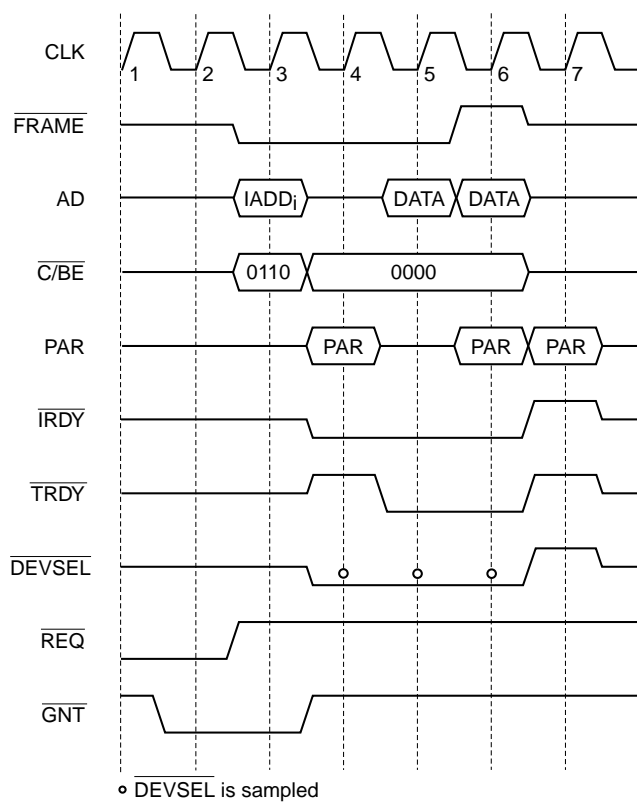 CLK
1 2 3 4 5 6 7
FRAME
AD IADDi DATA DATA
C/BE 0110 0000
PAR PAR PAR PAR
IRDY
TRDY
DEVSEL
REQ
GNT
DEVSEL is sampled